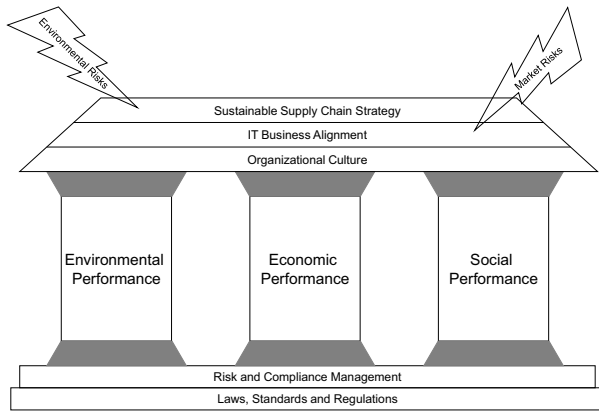 Environmental Risks
Market Risks
Sustainable Supply Chain Strategy
IT Business Alignment
Organizational Culture
Environmental
Performance
Economic
Performance
Social
Performance
Risk and Compliance Management
Laws, Standards and Regulations